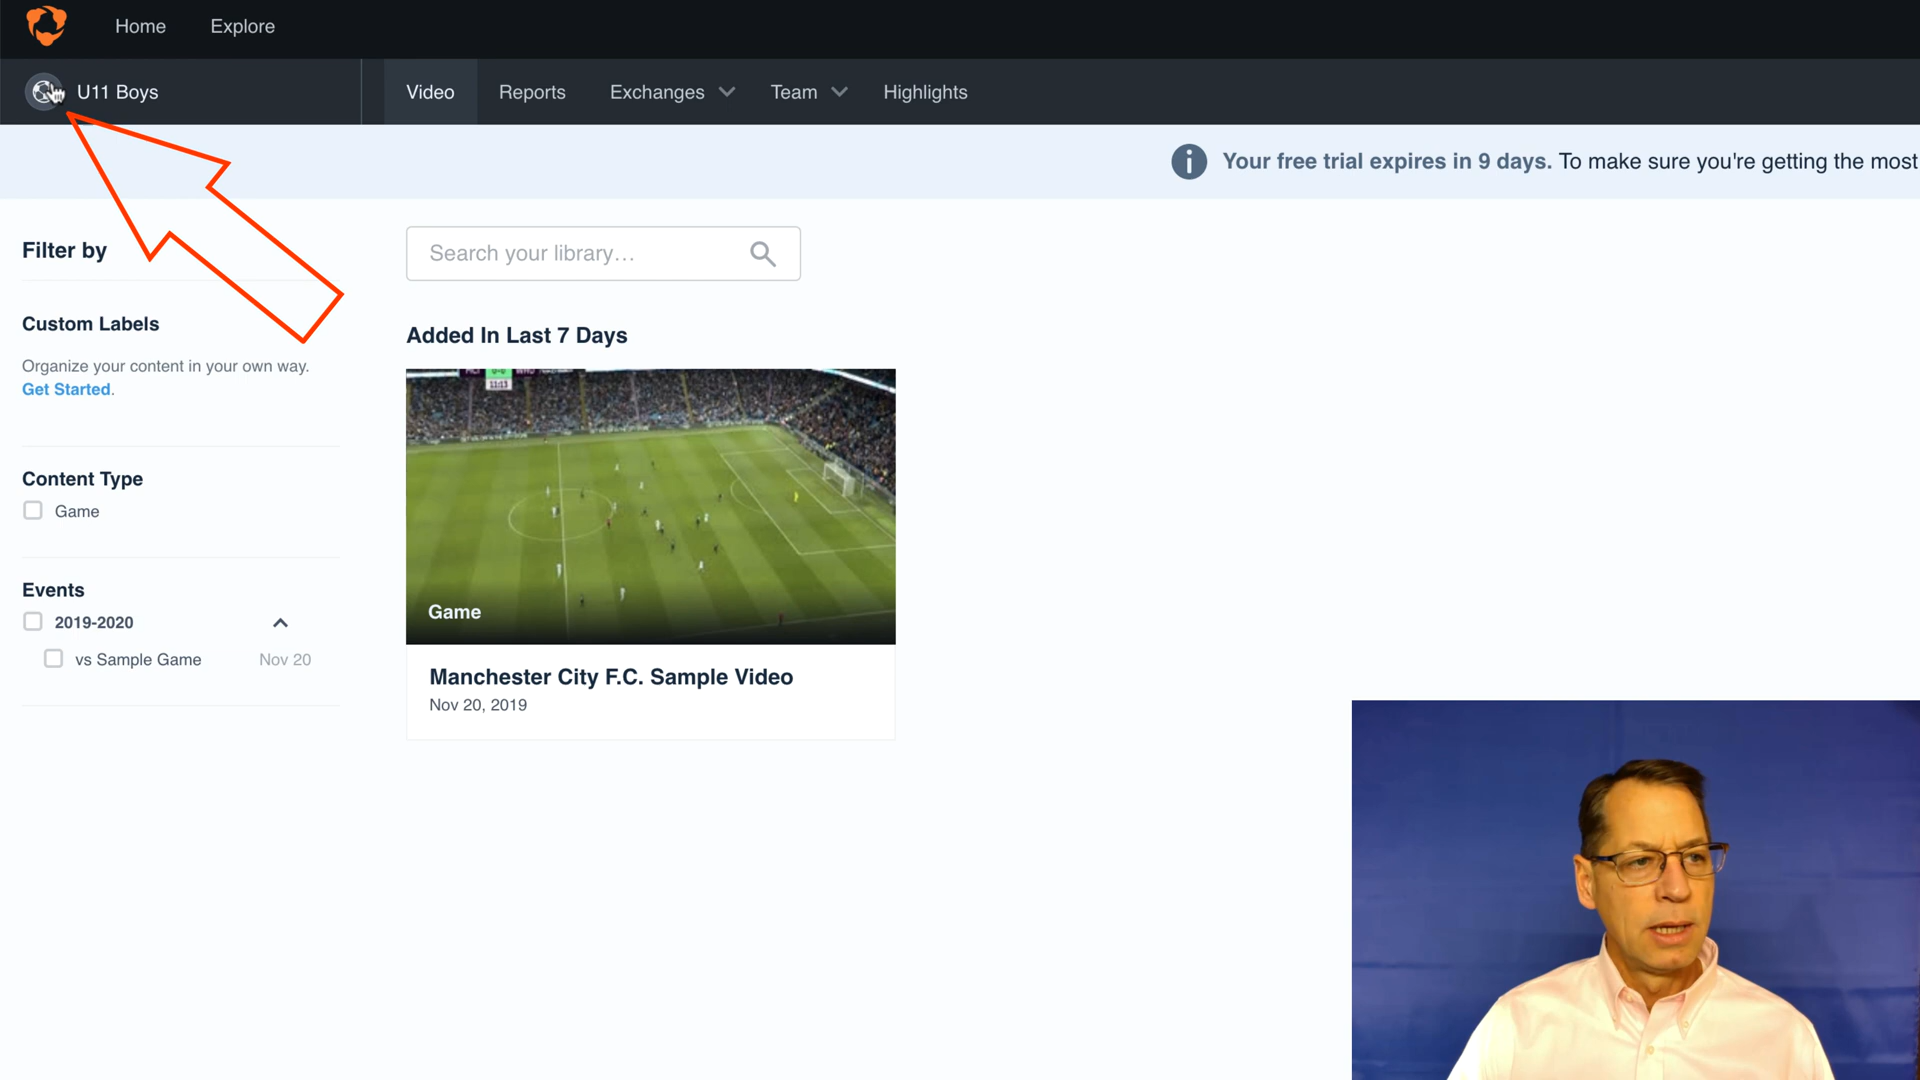 Home
Explore
U11 Boys
Video
Reports
Exchanges
Team
Highlights
Your free trial expires in 9 days. To make sure you're getting the most
Filter by
Search your library...
Custom Labels
Organize your content in your own way.
Get Started.
Added In Last 7 Days
11:13
Content Type
Game
Game
Events
2019-2020
vs Sample Game
Nov 20
Manchester City F.C. Sample Video
Nov 20, 2019